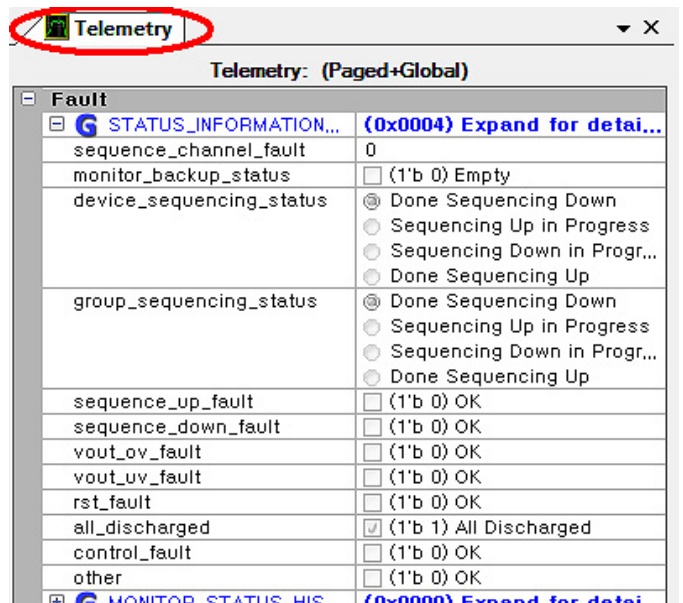 Telemetry
Telemetry: (Paged+Global)
Fault
G STATUS_INFORMATION... (0x0004) Expand for detai...
sequence_channel_fault 0
monitor_backup_status (1'b 0) Empty
device_sequencing_status Done Sequencing Down
Sequencing Up in Progress
Sequencing Down in Progr...
Done Sequencing Up
group_sequencing_status Done Sequencing Down
Sequencing Up in Progress
Sequencing Down in Progr...
Done Sequencing Up
sequence_up_fault (1'b 0) OK
sequence_down_fault (1'b 0) OK
vout_ov_fault (1'b 0) OK
vout_uv_fault (1'b 0) OK
rst_fault (1'b 0) OK
all_discharged (1'b 1) All Discharged
control_fault (1'b 0) OK
other (1'b 0) OK
G MONITOR_STATUS_HIS... (0x0000) Expand for detai...